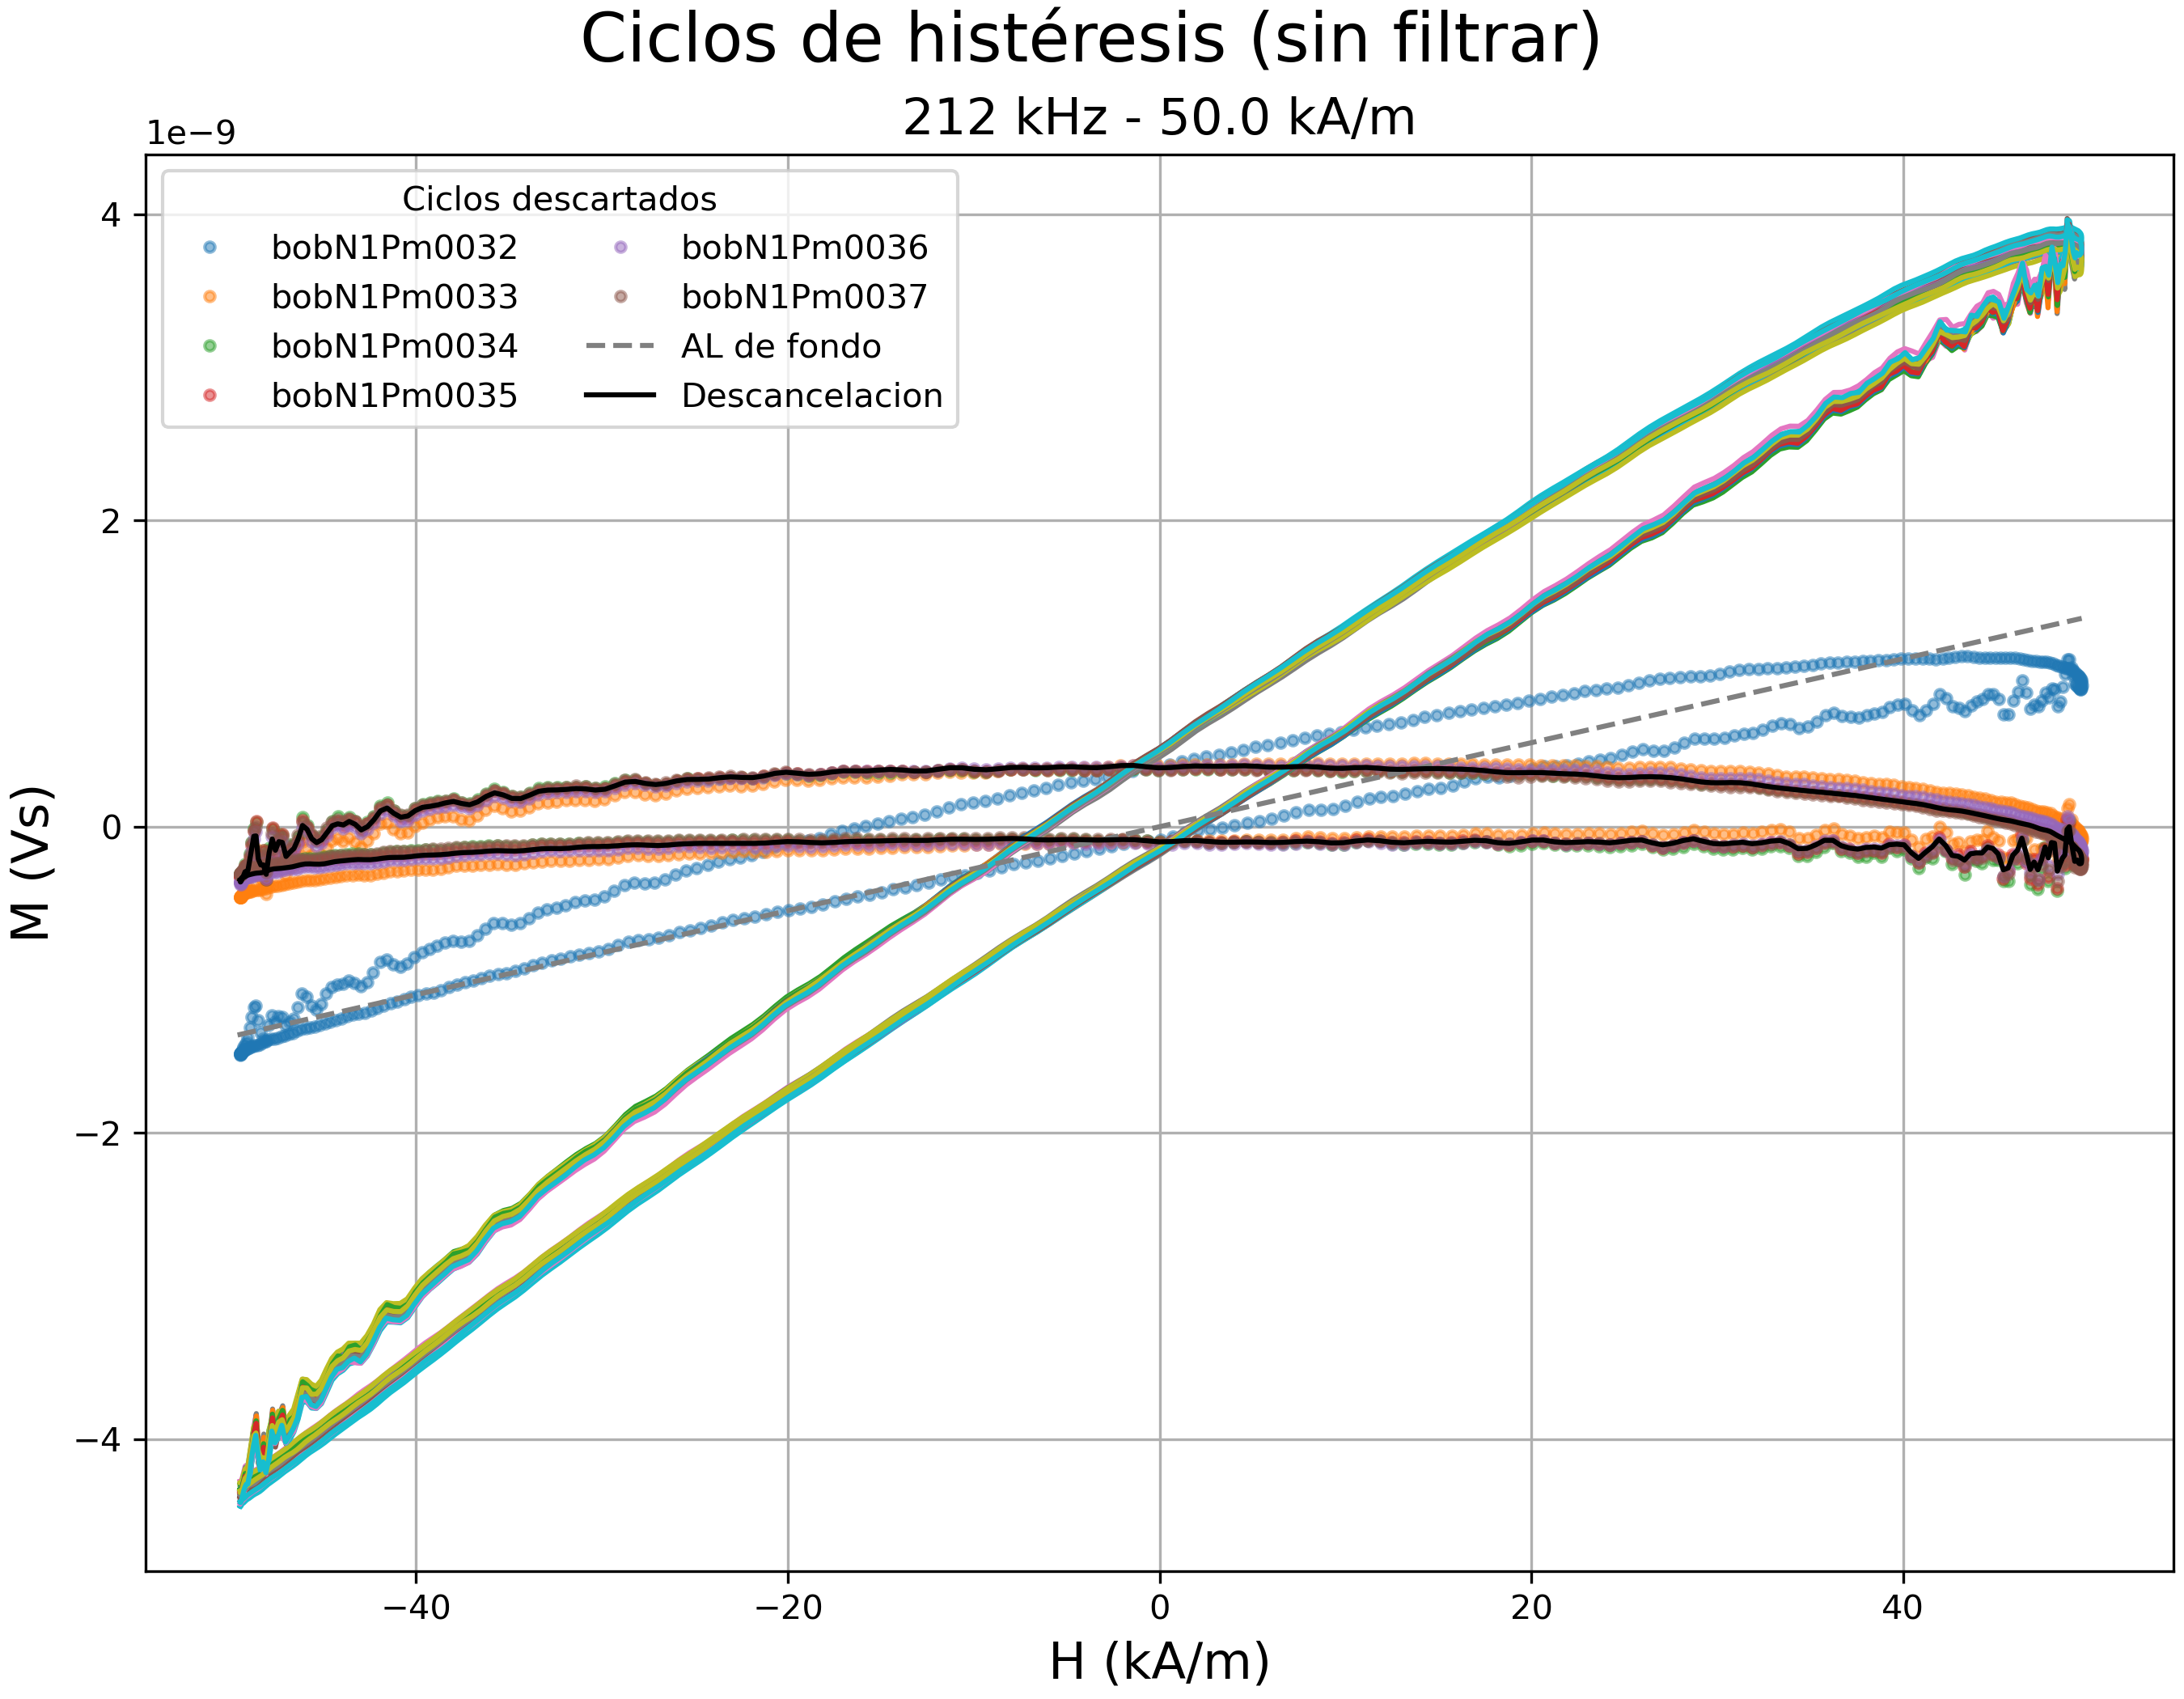 Ciclos de histéresis (sin filtrar)
212 kHz - 50.0 kA/m
1e−9
Ciclos descartados
bobN1Pm0032
bobN1Pm0033
bobN1Pm0034
bobN1Pm0035
bobN1Pm0036
bobN1Pm0037
AL de fondo
Descancelacion
4
2
0
−2
−4
M (Vs)
−40
−20
0
20
40
H (kA/m)